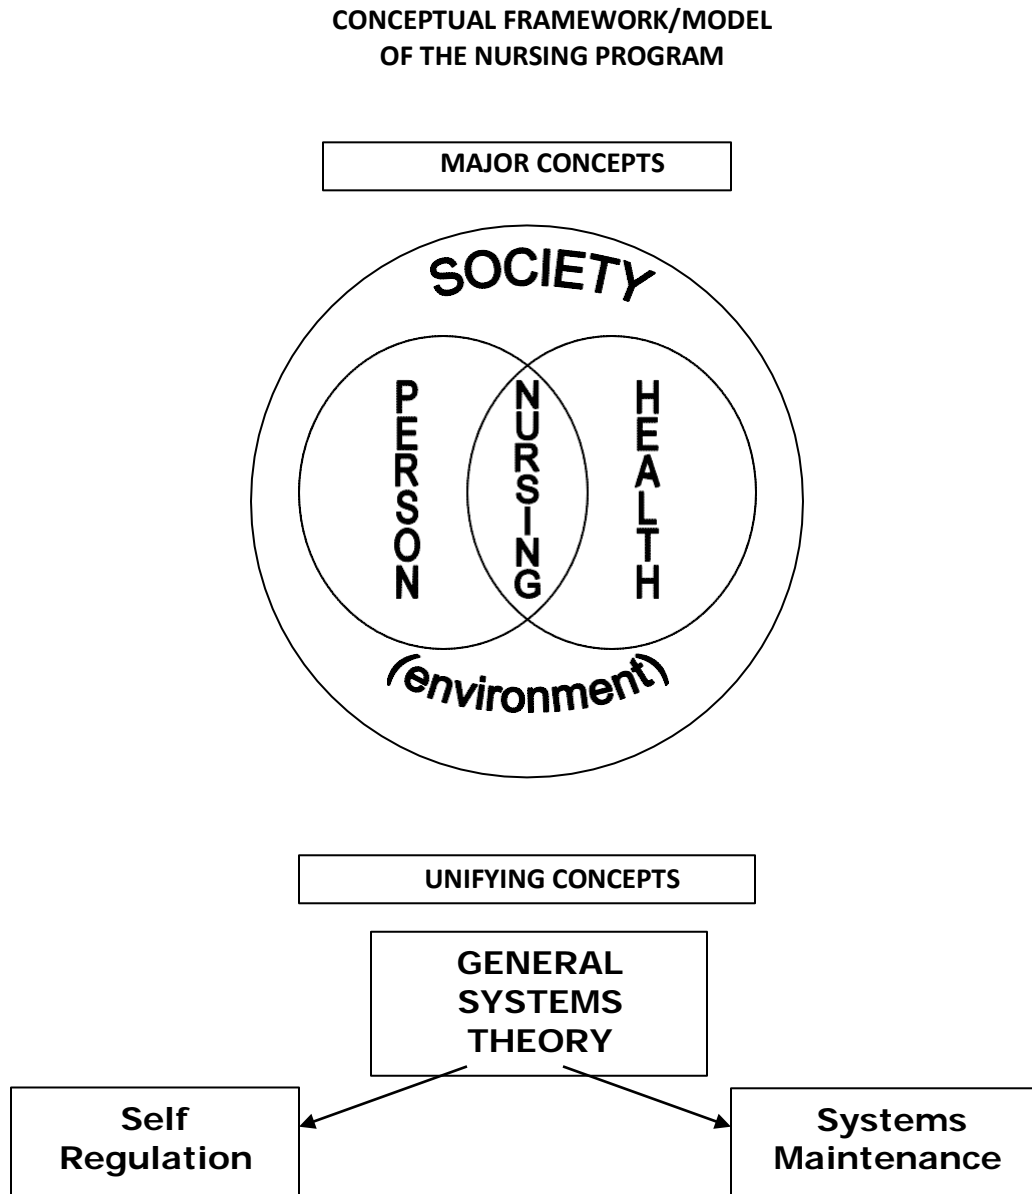 CONCEPTUAL FRAMEWORK/MODEL
OF THE NURSING PROGRAM
MAJOR CONCEPTS
SOCIETY
PERSON
NURSING
HEALTH
(environment)
UNIFYING CONCEPTS
GENERAL
SYSTEMS
THEORY
Self
Regulation
Systems
Maintenance